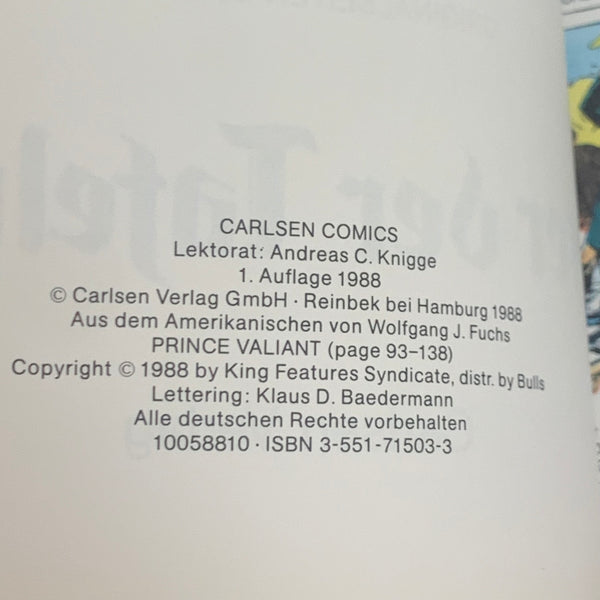 CARLSEN COMICS
Lektorat: Andreas C. Knigge
1. Auflage 1988
© Carlsen Verlag GmbH · Reinbek bei Hamburg 1988
Aus dem Amerikanischen von Wolfgang J. Fuchs
PRINCE VALIANT (page 93–138)
Copyright © 1988 by King Features Syndicate, distr. by Bulls
Lettering: Klaus D. Baedermann
Alle deutschen Rechte vorbehalten
10058810 · ISBN 3-551-71503-3